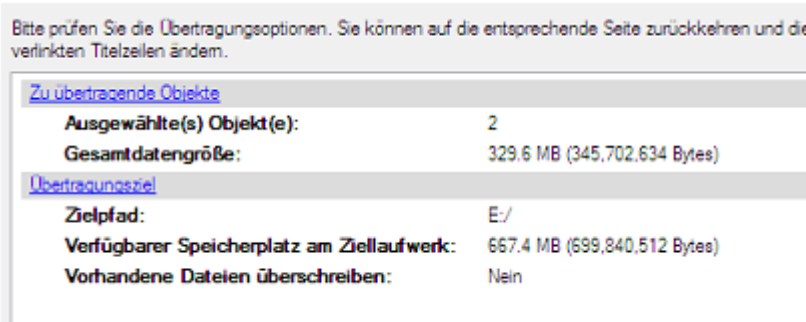 Bitte prüfen Sie die Übertragungsoptionen. Sie können auf die entsprechende Seite zurückkehren und die
verlinkten Titelzeilen ändern.
Zu übertragende Objekte
Ausgewählte(s) Objekt(e): 2
Gesamtdatengröße: 329.6 MB (345,702,634 Bytes)
Übertragungsziel
Zielpfad: E:/
Verfügbarer Speicherplatz am Ziellaufwerk: 667.4 MB (699,840,512 Bytes)
Vorhandene Dateien überschreiben: Nein